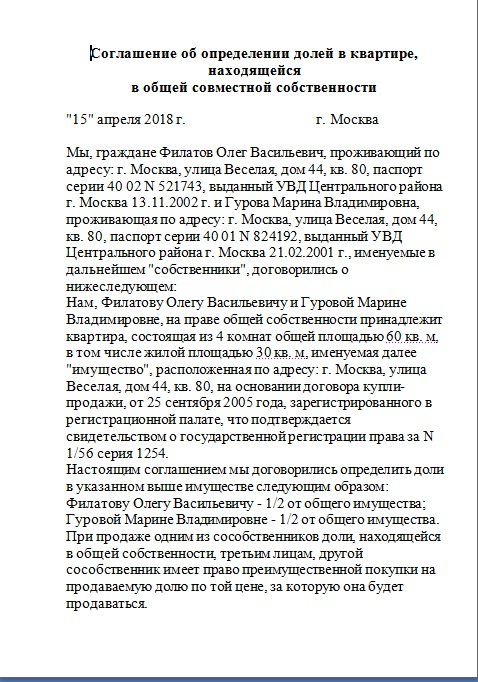 Соглашение об определении долей в квартире,
находящейся
в общей совместной собственности
"15" апреля 2018 г. г. Москва
Мы, граждане Филатов Олег Васильевич, проживающий по
адресу: г. Москва, улица Веселая, дом 44, кв. 80, паспорт
серии 40 02 N 521743, выданный УВД Центрального района
г. Москва 13.11.2002 г. и Гурова Марина Владимировна,
проживающая по адресу: г. Москва, улица Веселая, дом 44,
кв. 80, паспорт серии 40 01 N 824192, выданный УВД
Центрального района г. Москва 21.02.2001 г., именуемые в
дальнейшем "собственники", договорились о
нижеследующем:
Нам, Филатову Олегу Васильевичу и Гуровой Марине
Владимировне, на праве общей собственности принадлежит
квартира, состоящая из 4 комнат общей площадью 60 кв. м,
в том числе жилой площадью 30 кв. м, именуемая далее
"имущество", расположенная по адресу: г. Москва, улица
Веселая, дом 44, кв. 80, на основании договора купли-
продажи, от 25 сентября 2005 года, зарегистрированного в
регистрационной палате, что подтверждается
свидетельством о государственной регистрации права за N
1/56 серия 1254.
Настоящим соглашением мы договорились определить доли
в указанном выше имуществе следующим образом:
Филатову Олегу Васильевичу - 1/2 от общего имущества;
Гуровой Марине Владимировне - 1/2 от общего имущества.
При продаже одним из сособственников доли, находящейся
в общей собственности, третьим лицам, другой
сособственник имеет право преимущественной покупки на
продаваемую долю по той цене, за которую она будет
продаваться.